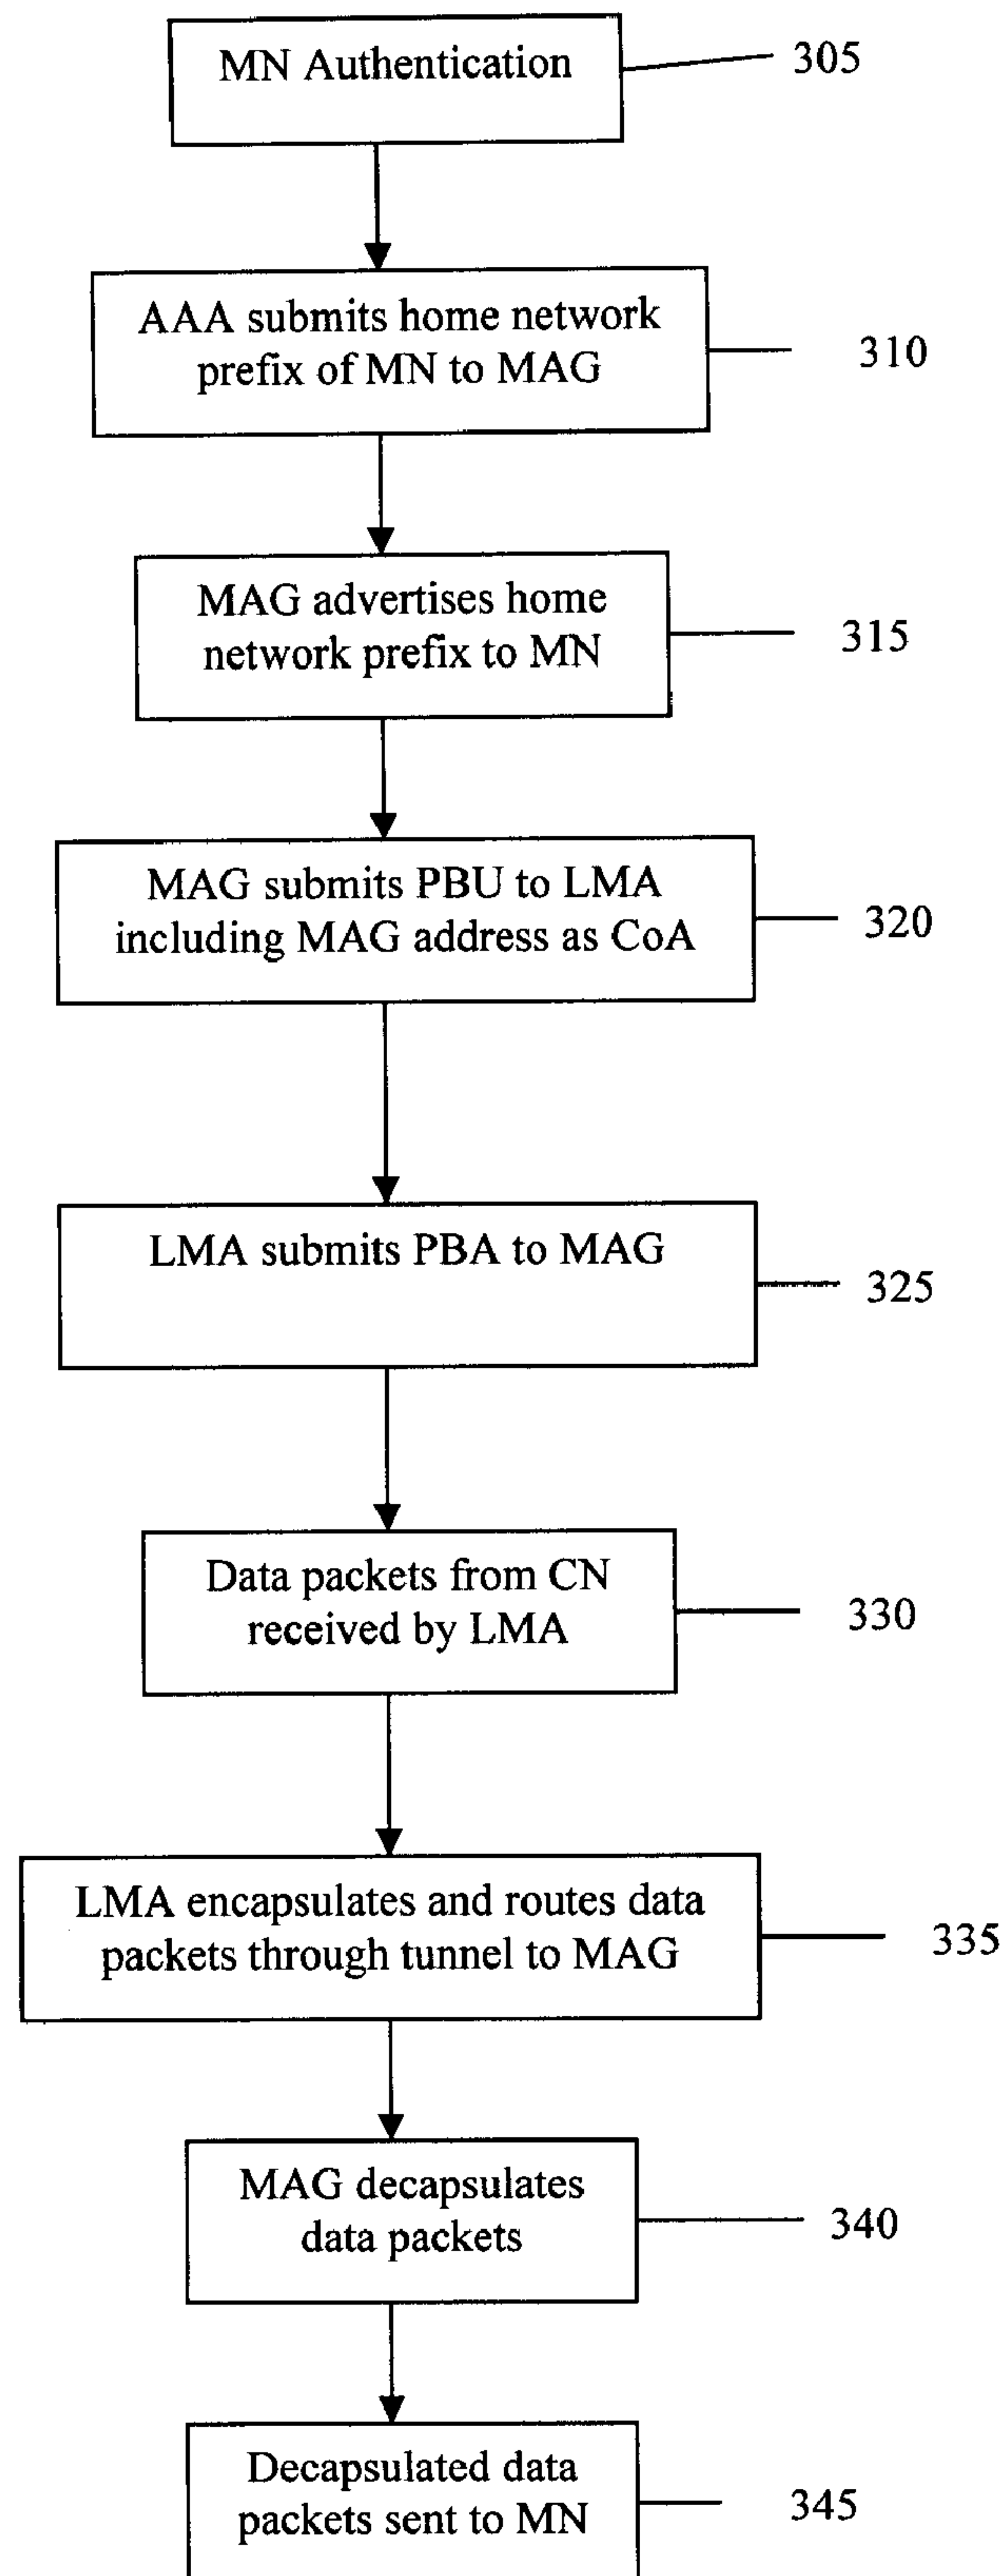 MN Authentication
305
AAA submits home network
prefix of MN to MAG
310
MAG advertises home
network prefix to MN
315
MAG submits PBU to LMA
including MAG address as CoA
320
LMA submits PBA to MAG
325
Data packets from CN
received by LMA
330
LMA encapsulates and routes data
packets through tunnel to MAG
335
MAG decapsulates
data packets
340
Decapsulated data
packets sent to MN
345